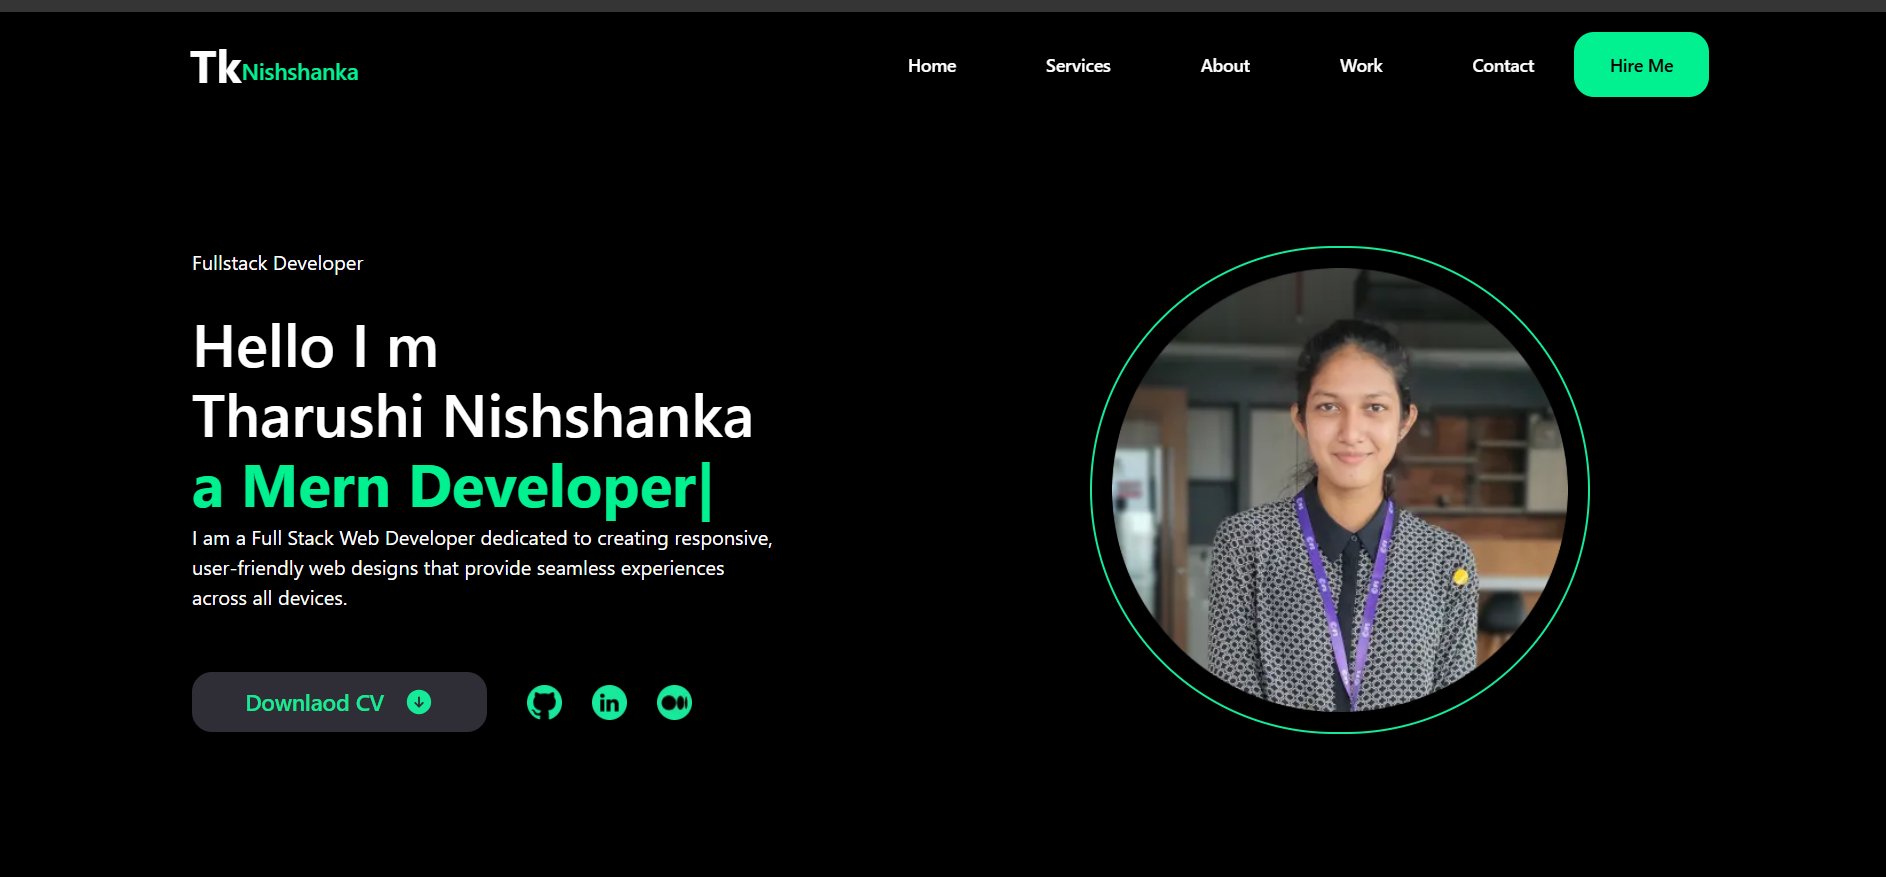 TkNishshanka
Home Services About Work Contact Hire Me
Fullstack Developer
Hello I m
Tharushi Nishshanka
a Mern Developer|
I am a Full Stack Web Developer dedicated to creating responsive,
user-friendly web designs that provide seamless experiences
across all devices.
Downlaod CV
in